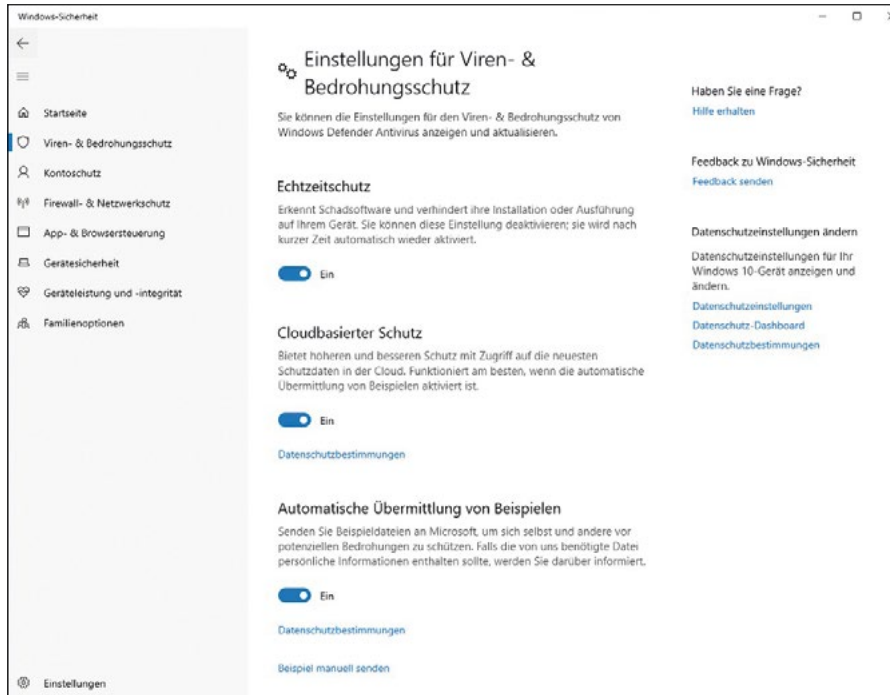 Windows-Sicherheit
Startseite
Viren- & Bedrohungsschutz
Kontoschutz
Firewall- & Netzwerkschutz
App- & Browsersteuerung
Gerätesicherheit
Geräteleistung und -integrität
Familienoptionen
Einstellungen
Einstellungen für Viren- &
Bedrohungsschutz
Sie können die Einstellungen für den Viren- & Bedrohungsschutz von
Windows Defender Antivirus anzeigen und aktualisieren.
Echtzeitschutz
Erkennt Schadsoftware und verhindert ihre Installation oder Ausführung
auf Ihrem Gerät. Sie können diese Einstellung deaktivieren; sie wird nach
kurzer Zeit automatisch wieder aktiviert.
Ein
Cloudbasierter Schutz
Bietet höheren und besseren Schutz mit Zugriff auf die neuesten
Schutzdaten in der Cloud. Funktioniert am besten, wenn die automatische
Übermittlung von Beispielen aktiviert ist.
Ein
Datenschutzbestimmungen
Automatische Übermittlung von Beispielen
Senden Sie Beispieldateien an Microsoft, um sich selbst und andere vor
potenziellen Bedrohungen zu schützen. Falls die von uns benötigte Datei
persönliche Informationen enthalten sollte, werden Sie darüber informiert.
Ein
Datenschutzbestimmungen
Beispiel manuell senden
Haben Sie eine Frage?
Hilfe erhalten
Feedback zu Windows-Sicherheit
Feedback senden
Datenschutzeinstellungen ändern
Datenschutzeinstellungen für Ihr
Windows 10-Gerät anzeigen und
ändern.
Datenschutzeinstellungen
Datenschutz-Dashboard
Datenschutzbestimmungen